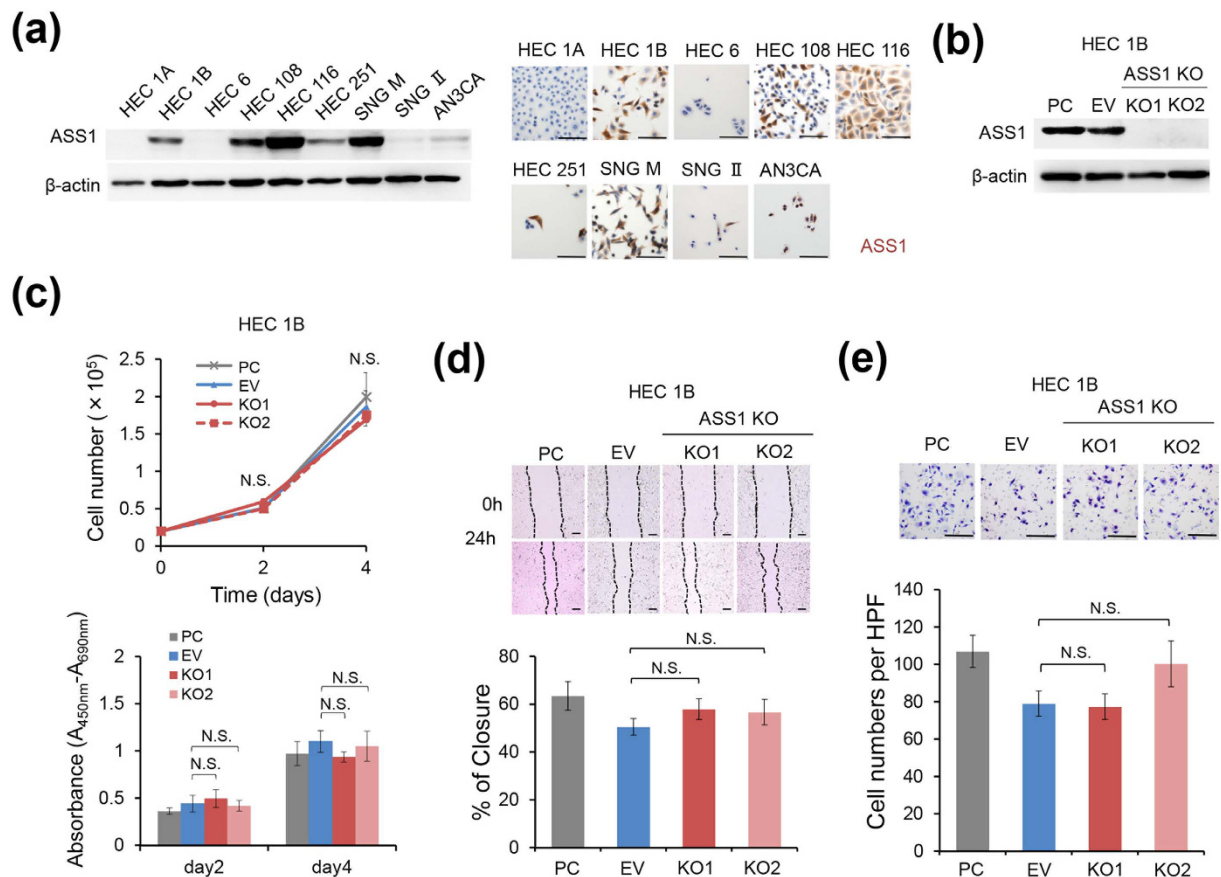 (a)
HEC 1A
HEC 1B
HEC 6
HEC 108
HEC 116
HEC 251
SNG M
SNG Ⅱ
AN3CA
ASS1
β-actin
HEC 1A HEC 1B HEC 6 HEC 108 HEC 116
HEC 251 SNG M SNG Ⅱ AN3CA
ASS1
(b)
HEC 1B
ASS1 KO
PC EV KO1 KO2
ASS1
β-actin
(c)
HEC 1B
PC
EV
KO1
KO2
N.S.
N.S.
Cell number ( × 10⁵)
2.5
2
1.5
1
0.5
0
0 2 4
Time (days)
PC
EV
KO1
KO2
Absorbance (A450nm-A690nm)
2
1.5
1
0.5
0
N.S.
N.S.
N.S.
N.S.
day2 day4
(d)
HEC 1B
ASS1 KO
PC EV KO1 KO2
0h
24h
% of Closure
80
60
40
20
0
N.S.
N.S.
PC EV KO1 KO2
(e)
HEC 1B
ASS1 KO
PC EV KO1 KO2
Cell numbers per HPF
140
120
100
80
60
40
20
0
N.S.
N.S.
PC EV KO1 KO2